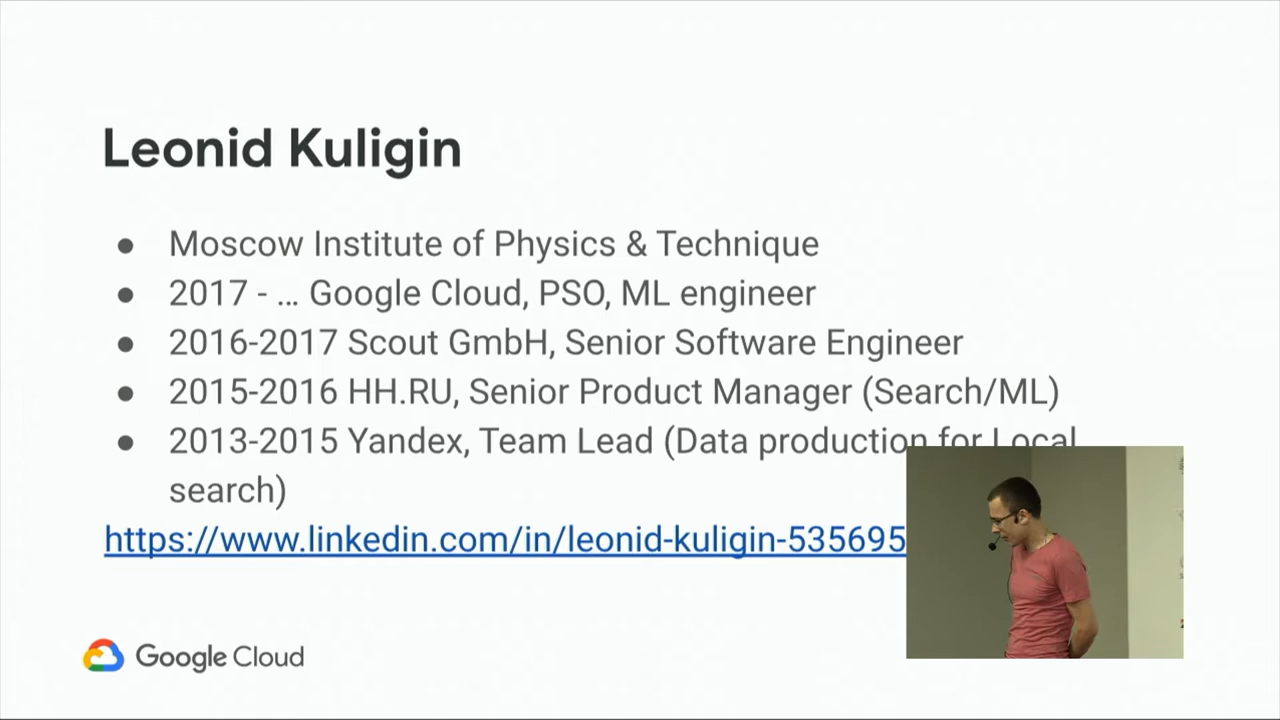 Leonid Kuligin
● Moscow Institute of Physics & Technique
● 2017 - ... Google Cloud, PSO, ML engineer
● 2016-2017 Scout GmbH, Senior Software Engineer
● 2015-2016 HH.RU, Senior Product Manager (Search/ML)
● 2013-2015 Yandex, Team Lead (Data production for Local
search)
https://www.linkedin.com/in/leonid-kuligin-535695
Google Cloud